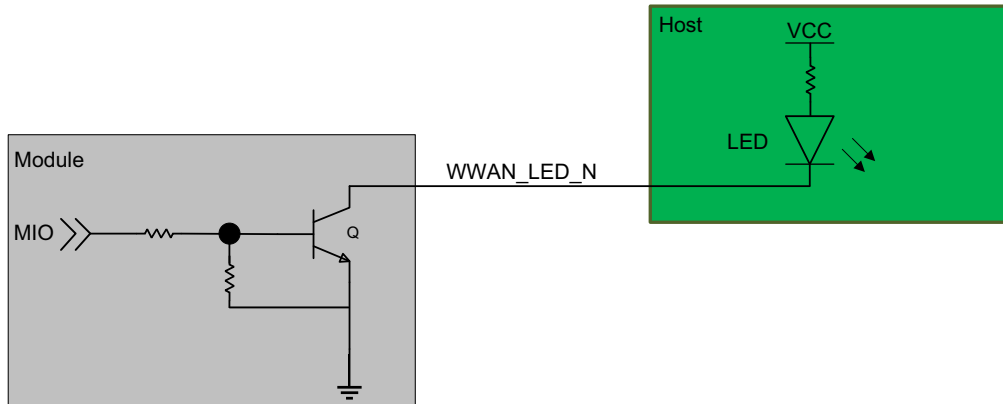 Host
VCC
LED
Module
WWAN_LED_N
MIO
Q